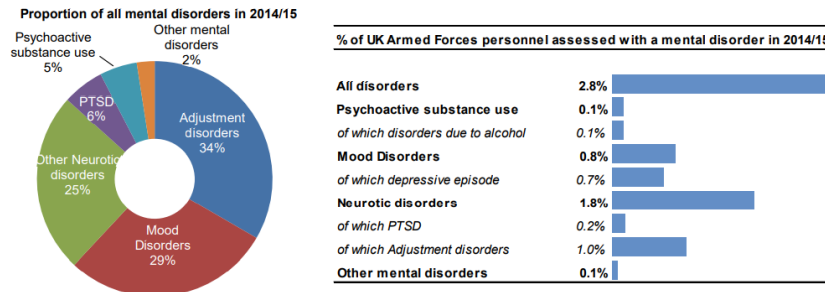 Proportion of all mental disorders in 2014/15
Psychoactive
substance use
5%
Other mental
disorders
2%
PTSD
6%
Adjustment
disorders
34%
Other Neurotic
disorders
25%
Mood
Disorders
29%
% of UK Armed Forces personnel assessed with a mental disorder in 2014/15
All disorders 2.8%
Psychoactive substance use 0.1%
of which disorders due to alcohol 0.1%
Mood Disorders 0.8%
of which depressive episode 0.7%
Neurotic disorders 1.8%
of which PTSD 0.2%
of which Adjustment disorders 1.0%
Other mental disorders 0.1%